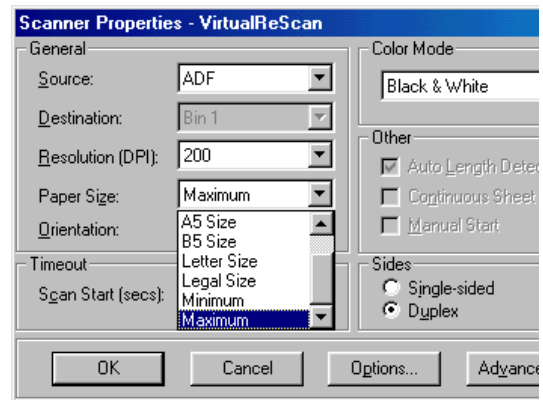 Scanner Properties - VirtualReScan
General
Source: ADF
Destination: Bin 1
Resolution (DPI): 200
Paper Size: Maximum
Orientation:
A5 Size
B5 Size
Letter Size
Legal Size
Minimum
Maximum
Timeout
Scan Start (secs):
Color Mode
Black & White
Other
Auto Length Detec
Continuous Sheet
Manual Start
Sides
Single-sided
Duplex
OK Cancel Options... Advance